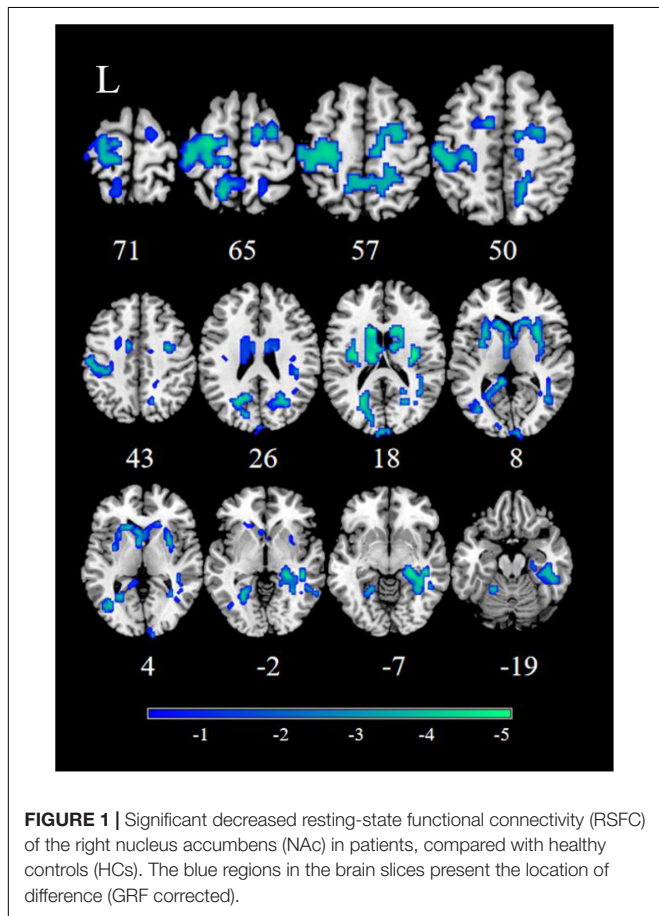 L
71 65 57 50
43 26 18 8
4 -2 -7 -19
-1 -2 -3 -4 -5
FIGURE 1 | Significant decreased resting-state functional connectivity (RSFC)
of the right nucleus accumbens (NAc) in patients, compared with healthy
controls (HCs). The blue regions in the brain slices present the location of
difference (GRF corrected).